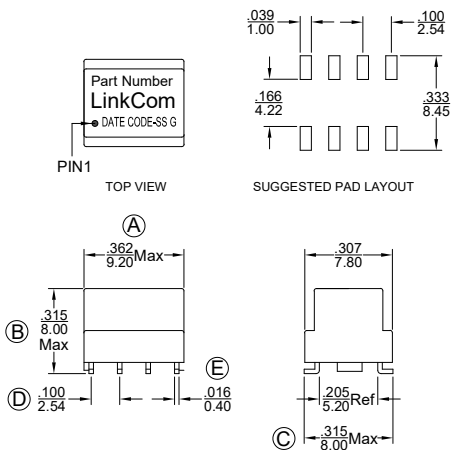 .039
1.00
.100
2.54
Part Number
LinkCom
DATE CODE-SS G
.166
4.22
.333
8.45
PIN1
TOP VIEW
SUGGESTED PAD LAYOUT
A
.362
9.20 Max
.307
7.80
B
.315
8.00
Max
E
D
.100
2.54
.016
0.40
.205
5.20 Ref
C
.315
8.00 Max